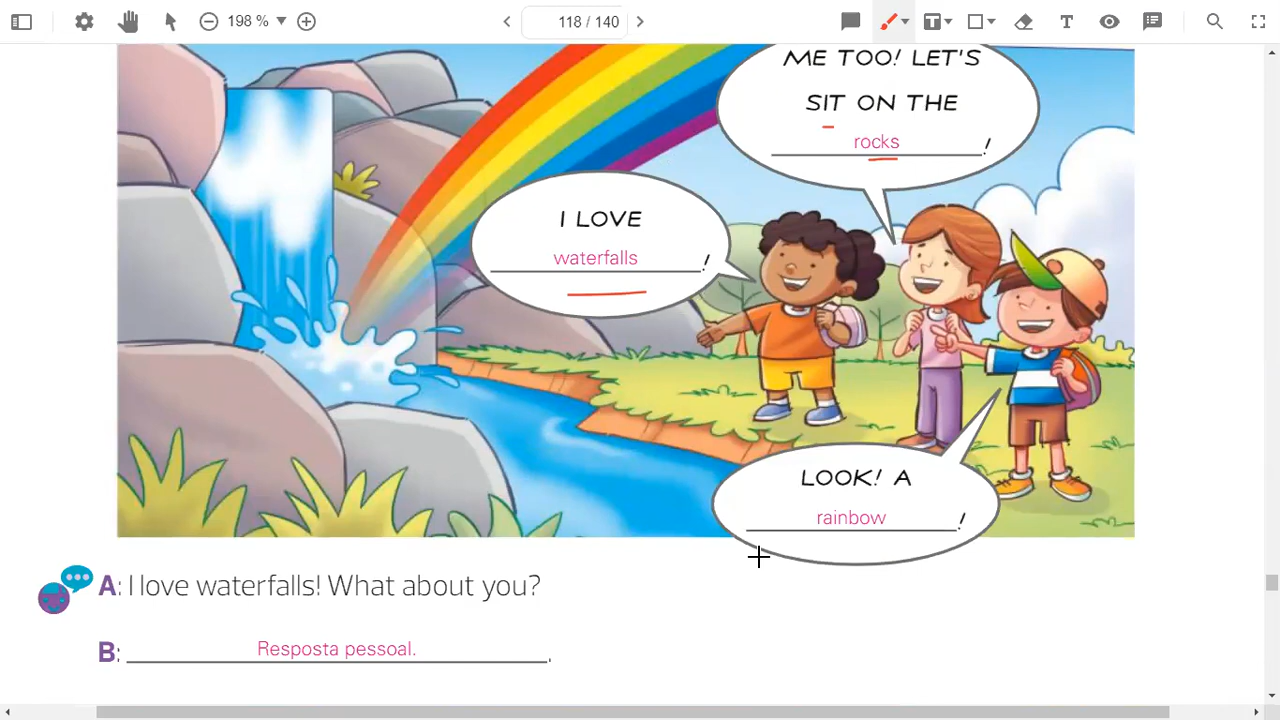 198 %
118 / 140
ME TOO! LET'S
SIT ON THE
rocks!
I LOVE
waterfalls!
LOOK! A
rainbow!
A: I love waterfalls! What about you?
B: Resposta pessoal.